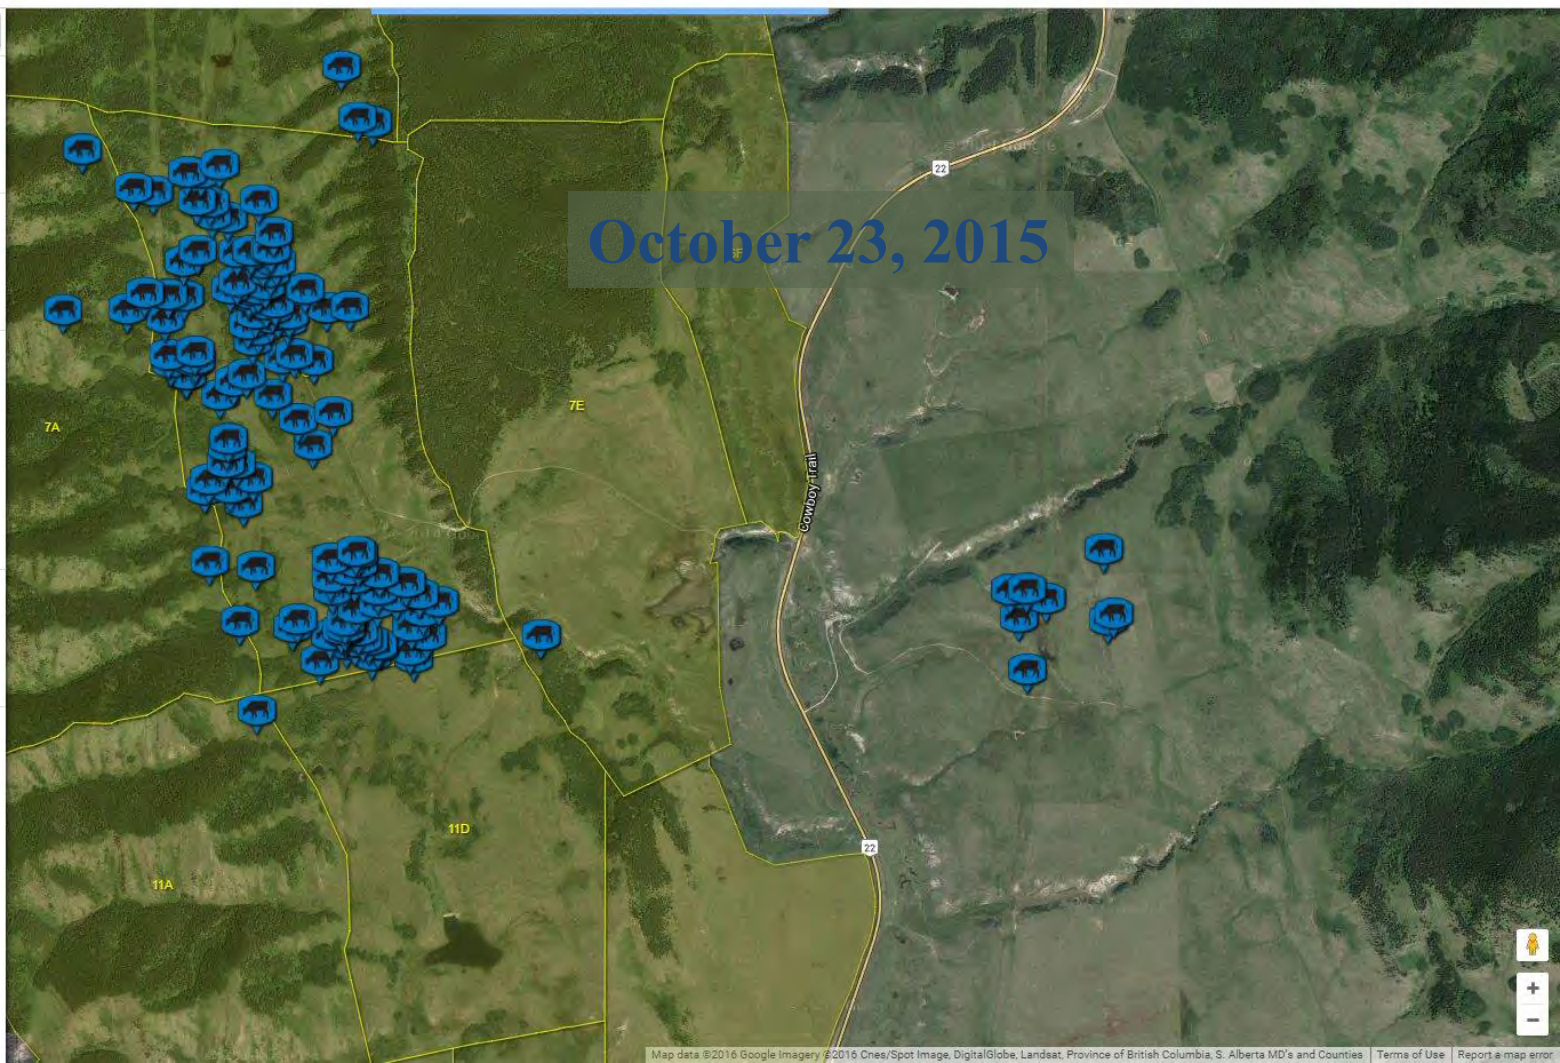 22
October 23, 2015
7E
7A
Cowboy Trail
11D
22
11A
+
−
Map data ©2016 Google Imagery ©2016 Cnes/Spot Image, DigitalGlobe, Landsat, Province of British Columbia, S. Alberta MD's and Counties
Terms of Use
Report a map error